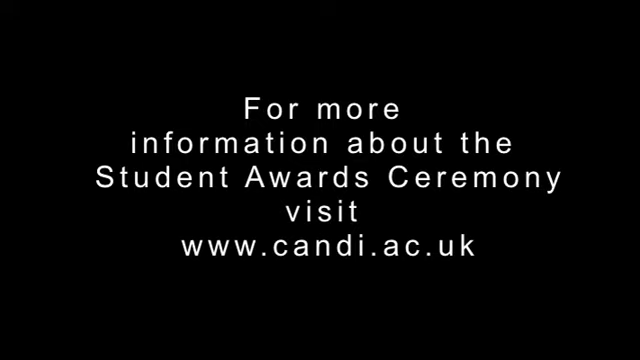 For more
information about the
Student Awards Ceremony
visit
www.candi.ac.uk